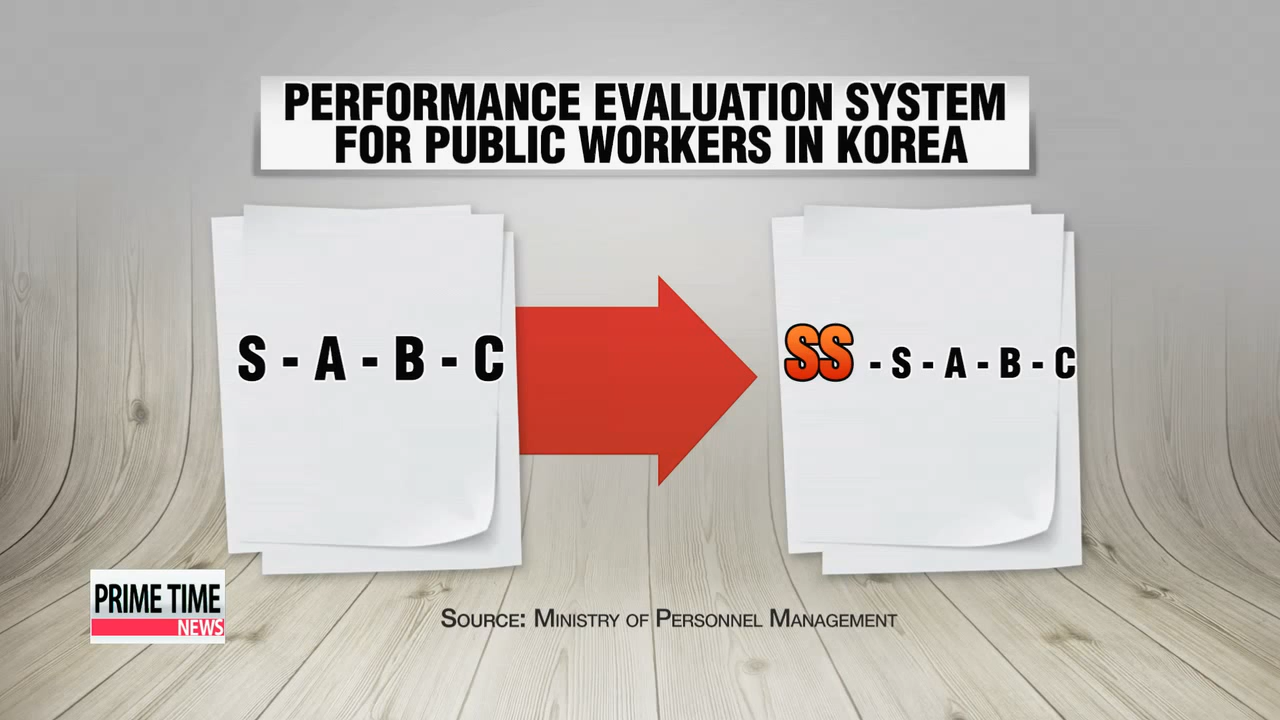 PERFORMANCE EVALUATION SYSTEM
FOR PUBLIC WORKERS IN KOREA
S - A - B - C
SS - S - A - B - C
PRIME TIME
NEWS
SOURCE: MINISTRY OF PERSONNEL MANAGEMENT